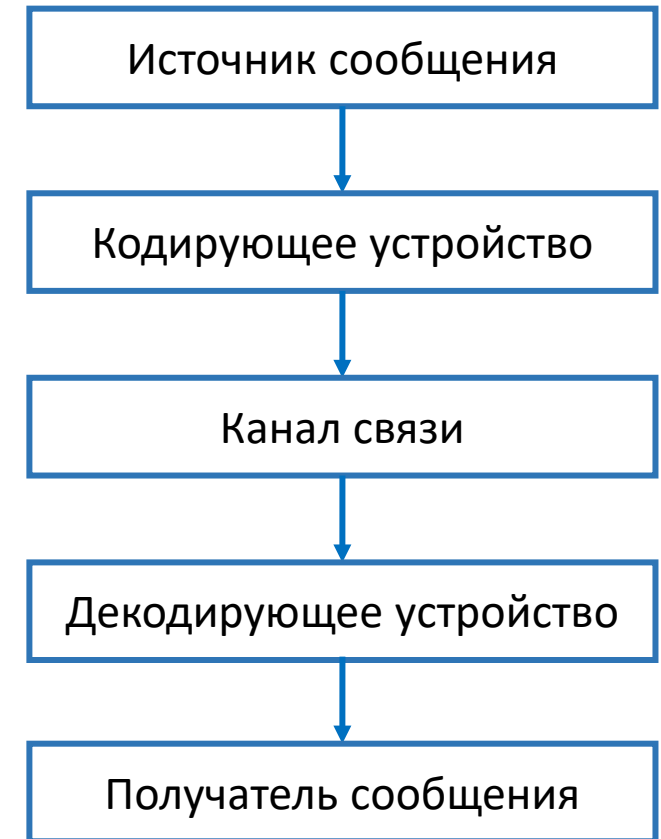 Источник сообщения
Кодирующее устройство
Канал связи
Декодирующее устройство
Получатель сообщения